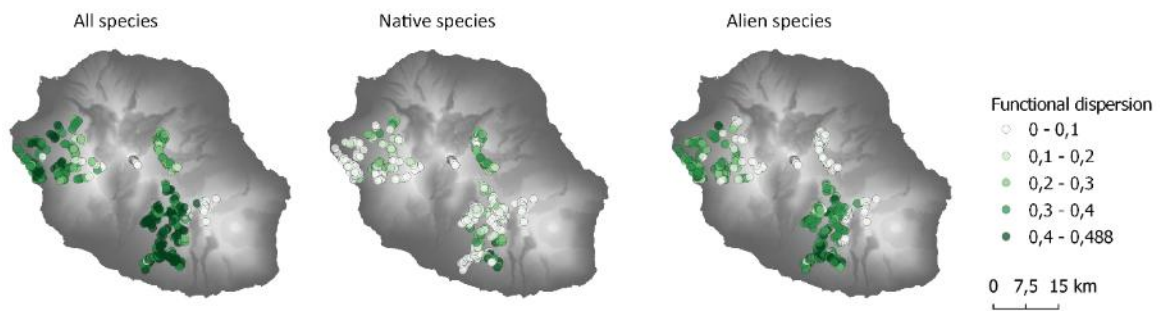 All species
Native species
Alien species
Functional dispersion
0 - 0,1
0,1 - 0,2
0,2 - 0,3
0,3 - 0,4
0,4 - 0,488
0 7,5 15 km